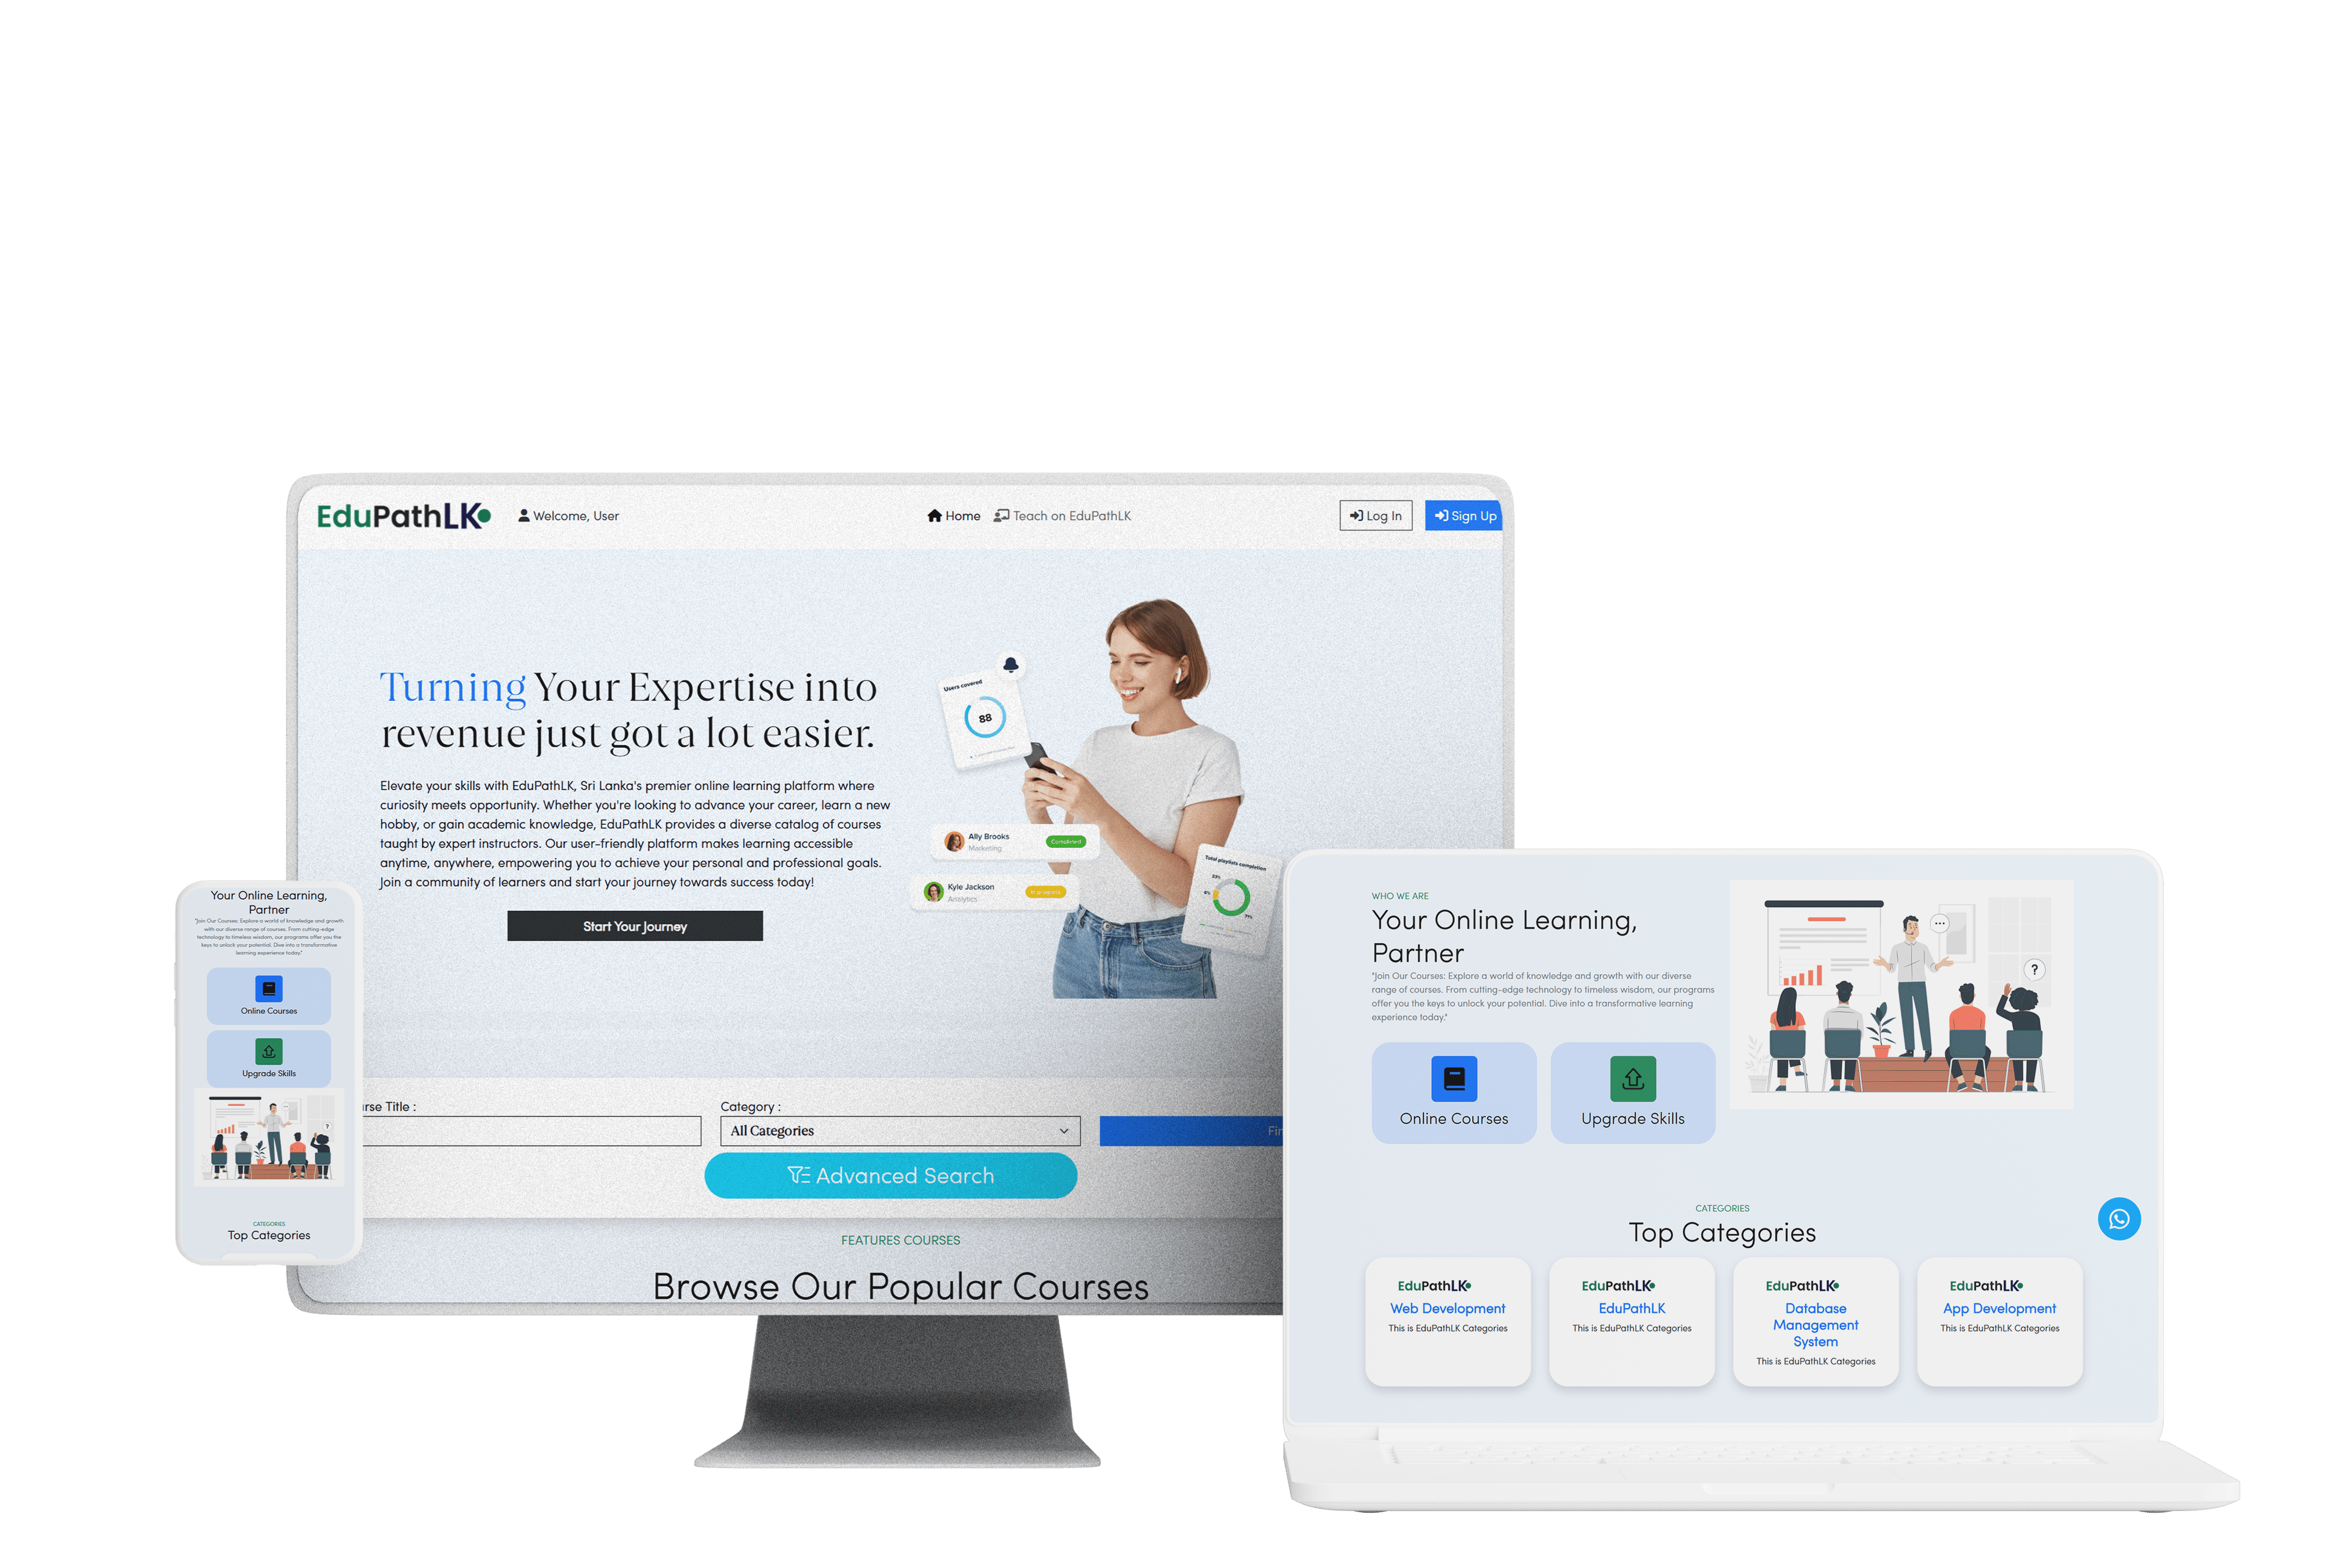 EduPathLK
Welcome, User
Home
Teach on EduPathLK
Log In
Sign Up
Turning Your Expertise into
revenue just got a lot easier.
Elevate your skills with EduPathLK, Sri Lanka's premier online learning platform where
curiosity meets opportunity. Whether you're looking to advance your career, learn a new
hobby, or gain academic knowledge, EduPathLK provides a diverse catalog of courses
taught by expert instructors. Our user-friendly platform makes learning accessible
anytime, anywhere, empowering you to achieve your personal and professional goals.
Join a community of learners and start your journey towards success today!
Start Your Journey
Users covered
88
Ally Brooks
Marketing
Completed
Kyle Jackson
Analytics
In progress
Total playlists completion
23%
6%
71%
rse Title :
Category :
All Categories
Fin
Advanced Search
FEATURES COURSES
Browse Our Popular Courses
Your Online Learning,
Partner
"Join Our Courses: Explore a world of knowledge and growth
with our diverse range of courses. From cutting-edge
technology to timeless wisdom, our programs offer you the
keys to unlock your potential. Dive into a transformative
learning experience today."
Online Courses
Upgrade Skills
?
CATEGORIES
Top Categories
WHO WE ARE
Your Online Learning,
Partner
"Join Our Courses: Explore a world of knowledge and growth with our diverse
range of courses. From cutting-edge technology to timeless wisdom, our programs
offer you the keys to unlock your potential. Dive into a transformative learning
experience today."
Online Courses
Upgrade Skills
...
?
CATEGORIES
Top Categories
EduPathLK
Web Development
This is EduPathLK Categories
EduPathLK
EduPathLK
This is EduPathLK Categories
EduPathLK
Database
Management
System
This is EduPathLK Categories
EduPathLK
App Development
This is EduPathLK Categories